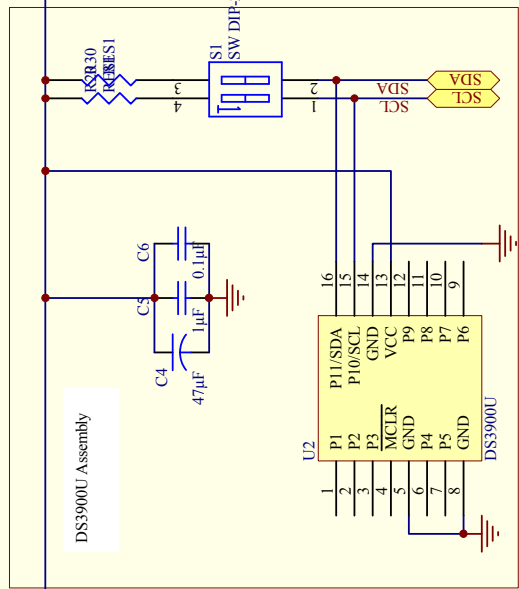 S1
SW DIP-
R30
RES1
3
4
2
1
1
SDA
SCL
SDA
SCL
C6
0.1μF
C5
1μF
C4
47μF
DS3900U Assembly
U2
DS3900U
16
15
14
13
12
11
10
9
P11/SDA
P10/SCL
GND
VCC
P9
P8
P7
P6
P1
P2
P3
MCLR
GND
P4
P5
GND
1
2
3
4
5
6
7
8